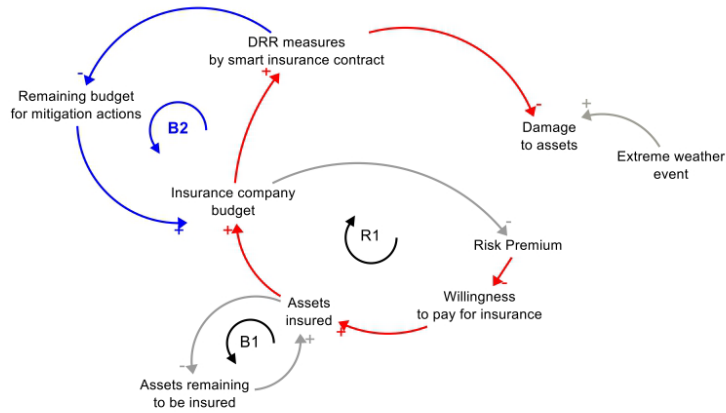 DRR measures
by smart insurance contract
+
-
Remaining budget
for mitigation actions
B2
-
Damage
to assets
+
Extreme weather
event
Insurance company
budget
+
+
R1
-
Risk Premium
-
Willingness
to pay for insurance
Assets
insured
+
+
B1
-
Assets remaining
to be insured